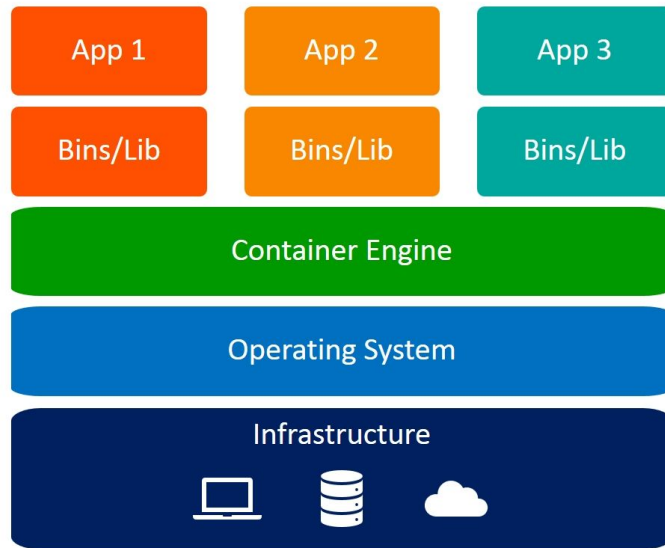 App 1
App 2
App 3
Bins/Lib
Bins/Lib
Bins/Lib
Container Engine
Operating System
Infrastructure